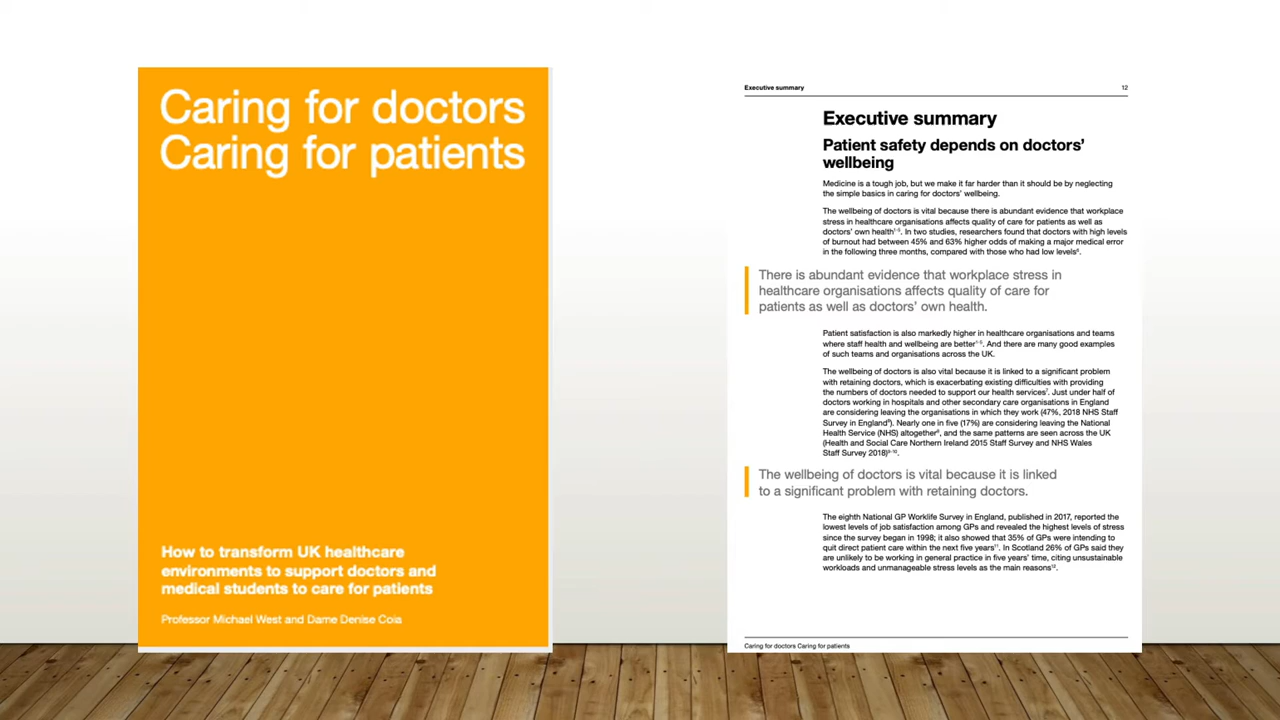 Caring for doctors
Caring for patients
How to transform UK healthcare
environments to support doctors and
medical students to care for patients
Professor Michael West and Dame Denise Coia
Executive summary
12
Executive summary
Patient safety depends on doctors’
wellbeing
Medicine is a tough job, but we make it far harder than it should be by neglecting
the simple basics in caring for doctors’ wellbeing.
The wellbeing of doctors is vital because there is abundant evidence that workplace
stress in healthcare organisations affects quality of care for patients as well as
doctors’ own health¹⁻⁵. In two studies, researchers found that doctors with high levels
of burnout had between 45% and 63% higher odds of making a major medical error
in the following three months, compared with those who had low levels⁶.
There is abundant evidence that workplace stress in
healthcare organisations affects quality of care for
patients as well as doctors’ own health.
Patient satisfaction is also markedly higher in healthcare organisations and teams
where staff health and wellbeing are better¹⁻⁵. And there are many good examples
of such teams and organisations across the UK.
The wellbeing of doctors is also vital because it is linked to a significant problem
with retaining doctors, which is exacerbating existing difficulties with providing
the numbers of doctors needed to support our health services⁷. Just under half of
doctors working in hospitals and other secondary care organisations in England
are considering leaving the organisations in which they work (47%, 2018 NHS Staff
Survey in England⁸). Nearly one in five (17%) are considering leaving the National
Health Service (NHS) altogether⁸, and the same patterns are seen across the UK
(Health and Social Care Northern Ireland 2015 Staff Survey and NHS Wales
Staff Survey 2018)⁹⁻¹⁰.
The wellbeing of doctors is vital because it is linked
to a significant problem with retaining doctors.
The eighth National GP Worklife Survey in England, published in 2017, reported the
lowest levels of job satisfaction among GPs and revealed the highest levels of stress
since the survey began in 1998; it also showed that 35% of GPs were intending to
quit direct patient care within the next five years¹¹. In Scotland 26% of GPs said they
are unlikely to be working in general practice in five years’ time, citing unsustainable
workloads and unmanageable stress levels as the main reasons¹².
Caring for doctors Caring for patients